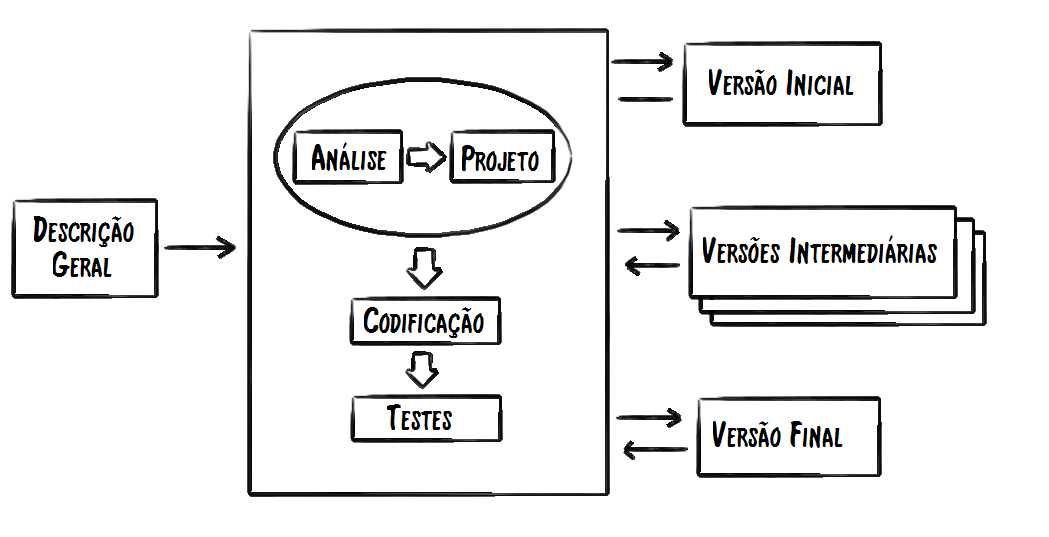 Descrição
Geral
Análise
Projeto
Codificação
Testes
Versão Inicial
Versões Intermediárias
Versão Final